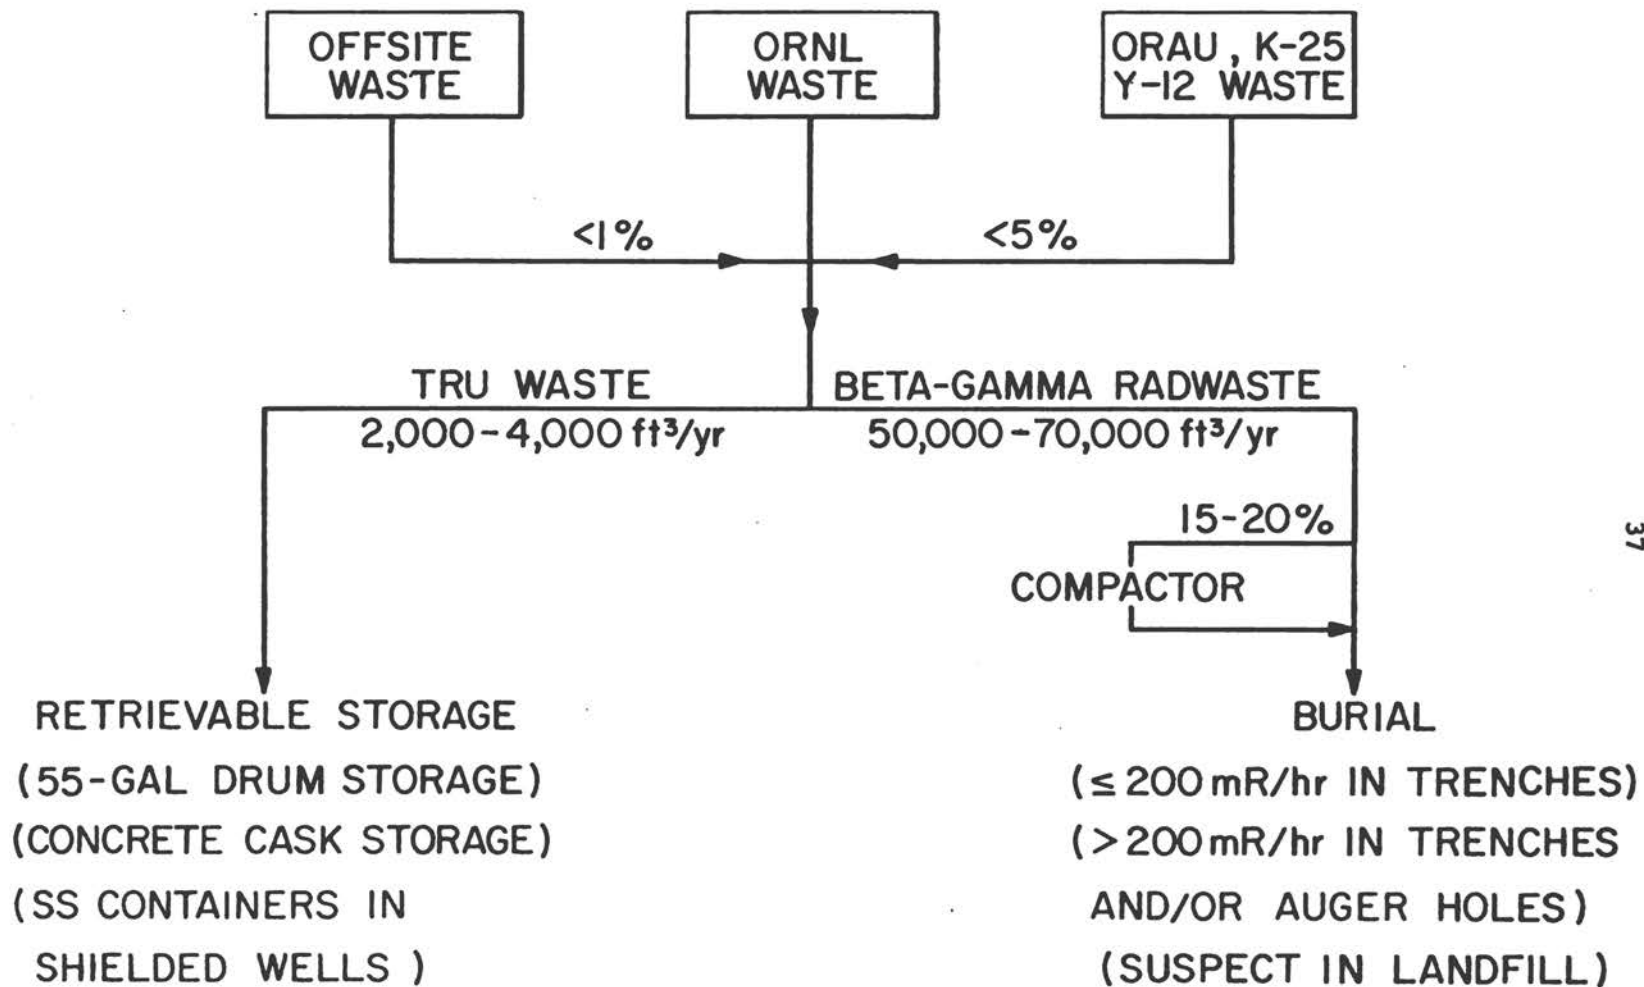 OFFSITE
WASTE
ORNL
WASTE
ORAU, K-25
Y-12 WASTE
<1%
<5%
TRU WASTE
BETA-GAMMA RADWASTE
2,000-4,000 ft³/yr
50,000-70,000 ft³/yr
15-20%
37
COMPACTOR
RETRIEVABLE STORAGE
(55-GAL DRUM STORAGE)
(CONCRETE CASK STORAGE)
(SS CONTAINERS IN
SHIELDED WELLS )
BURIAL
(≤ 200 mR/hr IN TRENCHES)
(> 200 mR/hr IN TRENCHES
AND/OR AUGER HOLES)
(SUSPECT IN LANDFILL)